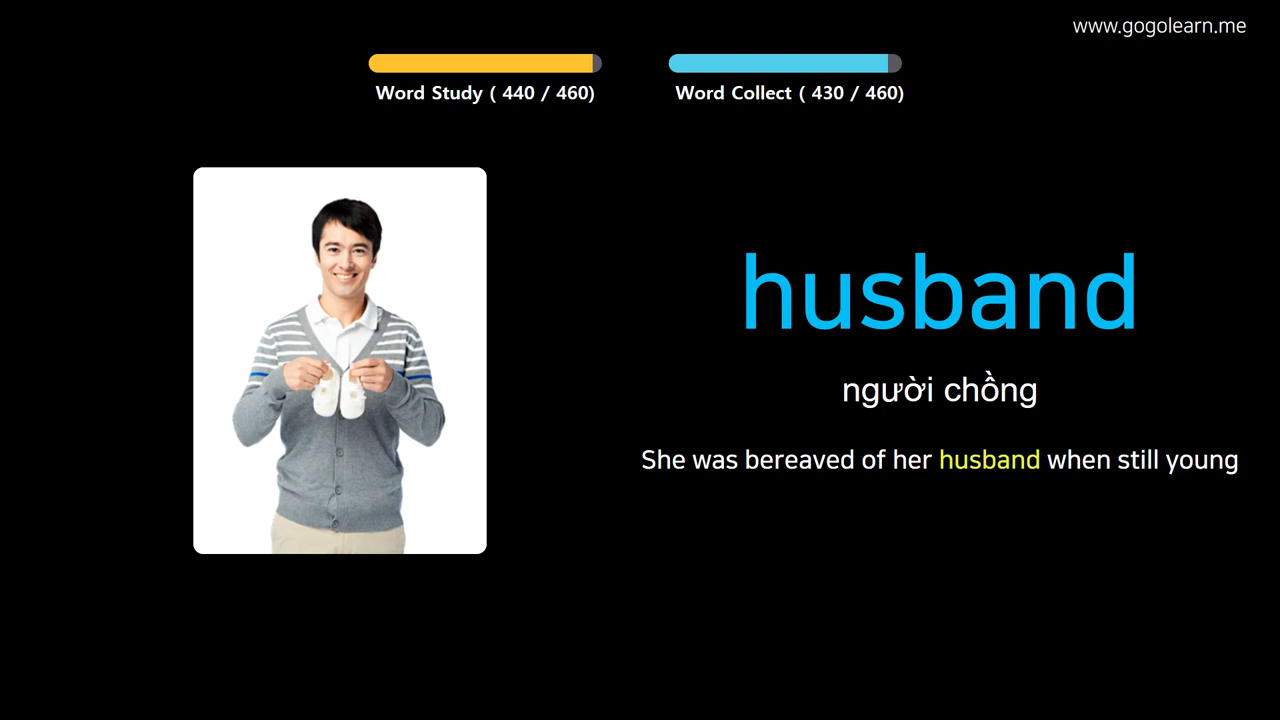 www.gogolearn.me
Word Study ( 440 / 460)
Word Collect ( 430 / 460)
husband
người chồng
She was bereaved of her husband when still young